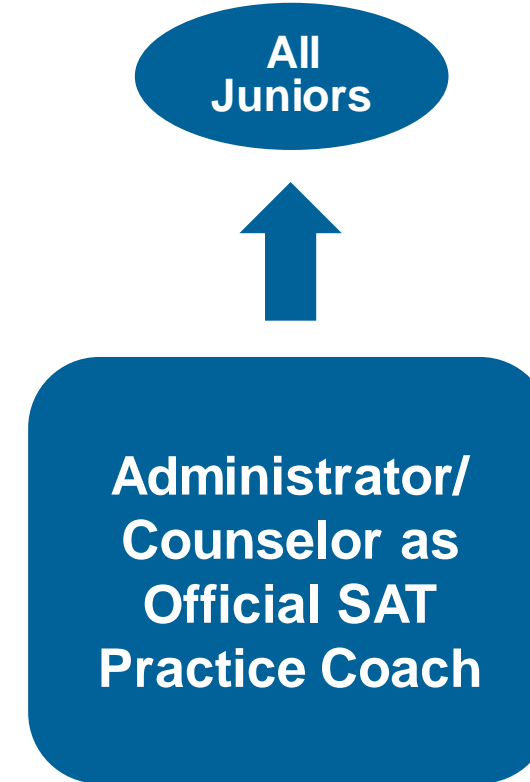 All
Juniors
Administrator/
Counselor as
Official SAT
Practice Coach